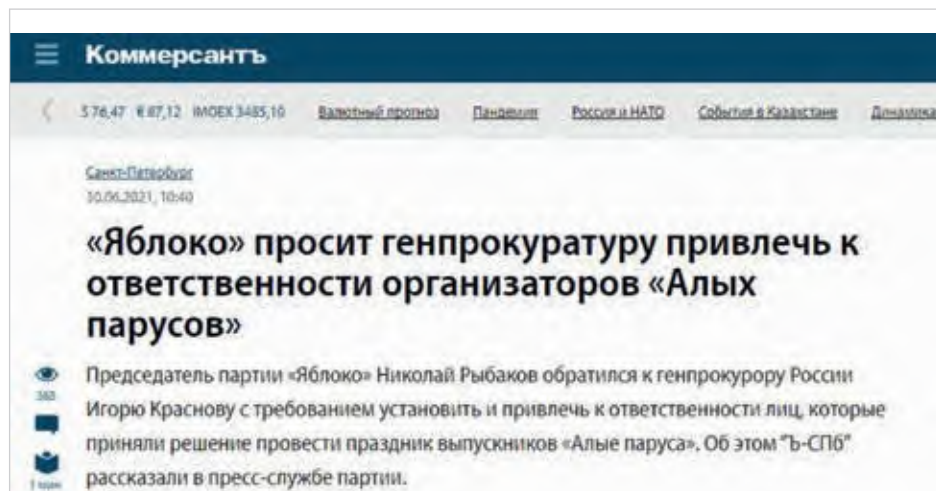 Коммерсантъ
$ 76,47 € 87,12 IMOEX 3485,10 Валютный прогноз Пандемия Россия и НАТО События в Казахстане Динамика
Санкт-Петербург
30.06.2021, 10:40
«Яблоко» просит генпрокуратуру привлечь к
ответственности организаторов «Алых
парусов»
Председатель партии «Яблоко» Николай Рыбаков обратился к генпрокурору России
363
Игорю Краснову с требованием установить и привлечь к ответственности лиц, которые
приняли решение провести праздник выпускников «Алые паруса». Об этом “Ъ-СПб”
рассказали в пресс-службе партии.